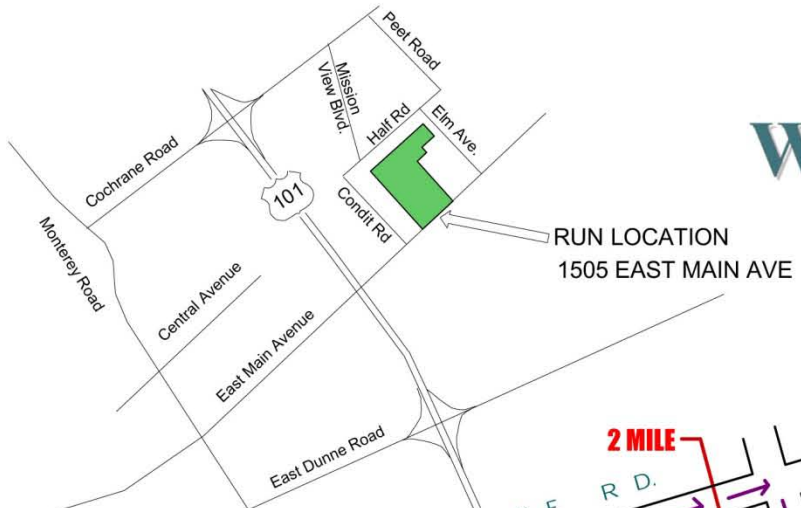 Peet Road
Mission
View Blvd.
Half Rd
Elm Ave.
Cochrane Road
101
Condit Rd
Monterey Road
RUN LOCATION
1505 EAST MAIN AVE
Central Avenue
East Main Avenue
East Dunne Road
2 MILE
R D.